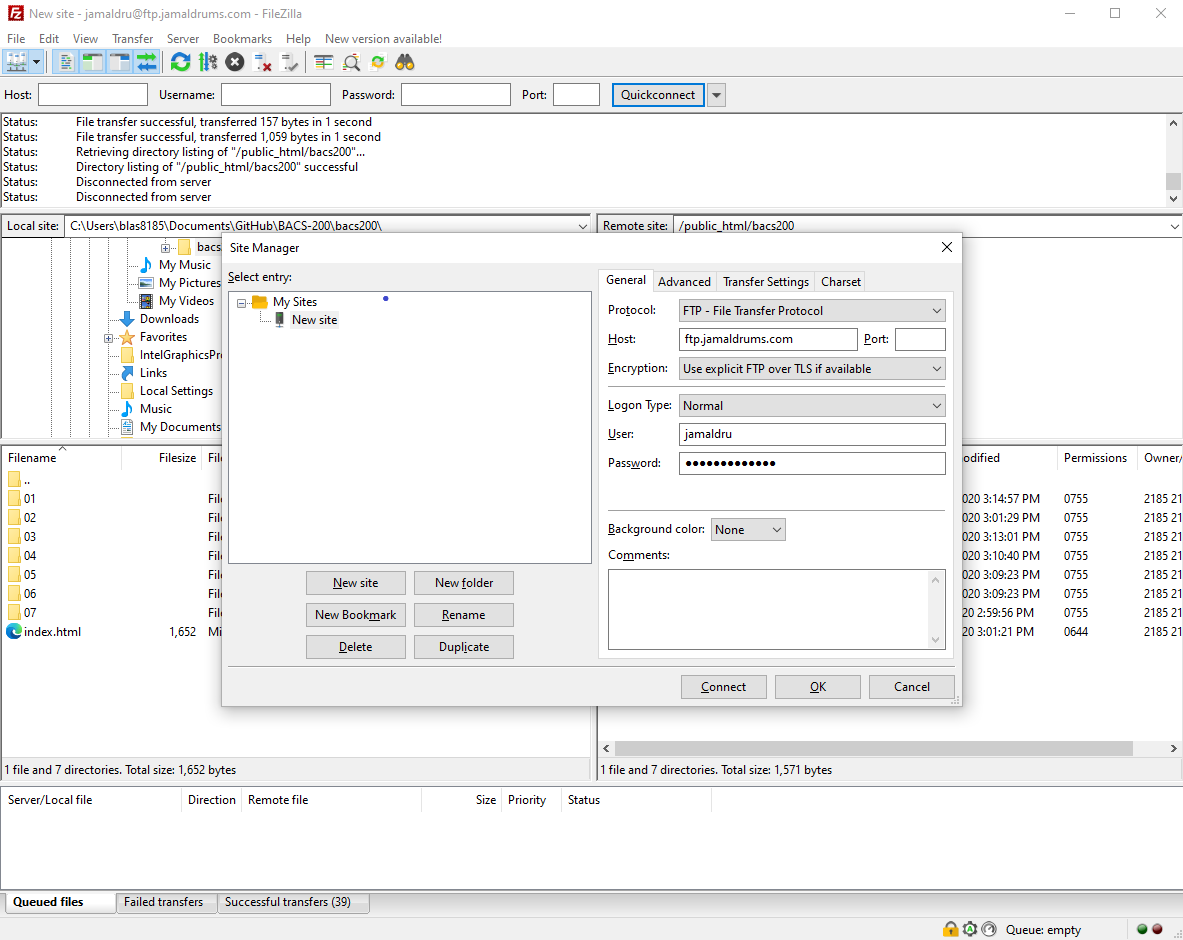 New site - jamaldru@ftp.jamaldrums.com - FileZilla
File Edit View Transfer Server Bookmarks Help New version available!
Host: Username: Password: Port: Quickconnect
Status: File transfer successful, transferred 157 bytes in 1 second
Status: File transfer successful, transferred 1,059 bytes in 1 second
Status: Retrieving directory listing of "/public_html/bacs200"...
Status: Directory listing of "/public_html/bacs200" successful
Status: Disconnected from server
Status: Disconnected from server
Local site: C:\Users\blas8185\Documents\GitHub\BACS-200\bacs200\
Remote site: /public_html/bacs200
bacs
My Music
My Pictures
My Videos
Downloads
Favorites
IntelGraphicsPr
Links
Local Settings
Music
My Documents
Filename Filesize File
..
01 File
02 File
03 File
04 File
05 File
06 File
07 File
index.html 1,652 Mi
1 file and 7 directories. Total size: 1,652 bytes
Site Manager
Select entry:
My Sites
New site
New site New folder
New Bookmark Rename
Delete Duplicate
General Advanced Transfer Settings Charset
Protocol: FTP - File Transfer Protocol
Host: ftp.jamaldrums.com Port:
Encryption: Use explicit FTP over TLS if available
Logon Type: Normal
User: jamaldru
Password: ●●●●●●●●●●●●●
Background color: None
Comments:
Connect OK Cancel
odified Permissions Owner/
020 3:14:57 PM 0755 2185 21
020 3:01:29 PM 0755 2185 21
020 3:13:01 PM 0755 2185 21
020 3:10:40 PM 0755 2185 21
020 3:09:23 PM 0755 2185 21
020 3:09:23 PM 0755 2185 21
20 2:59:56 PM 0755 2185 21
20 3:01:21 PM 0644 2185 21
1 file and 7 directories. Total size: 1,571 bytes
Server/Local file Direction Remote file Size Priority Status
Queued files Failed transfers Successful transfers (39)
Queue: empty